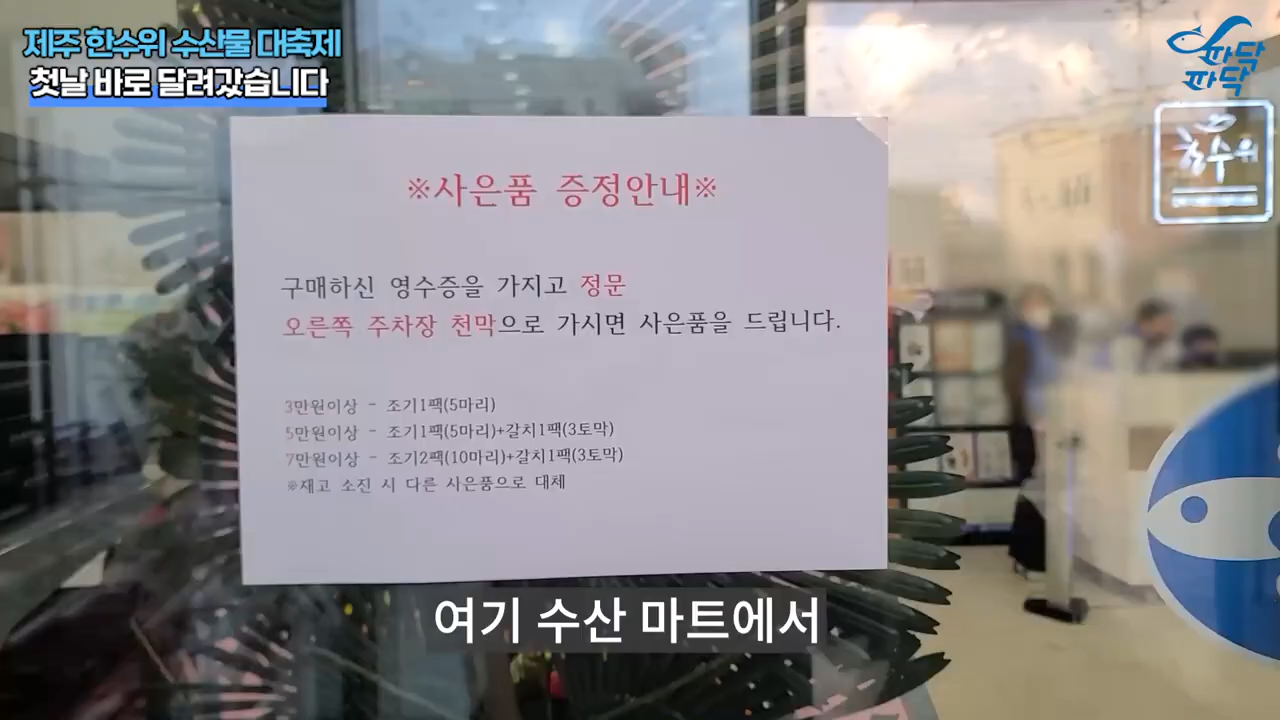 제주 한수위 수산물 대축제
첫날 바로 달려갔습니다
파닥
파닥
한수위
※사은품 증정안내※
구매하신 영수증을 가지고 정문
오른쪽 주차장 천막으로 가시면 사은품을 드립니다.
3만원이상 - 조기1팩(5마리)
5만원이상 - 조기1팩(5마리)+갈치1팩(3토막)
7만원이상 - 조기2팩(10마리)+갈치1팩(3토막)
※재고 소진 시 다른 사은품으로 대체
여기 수산 마트에서